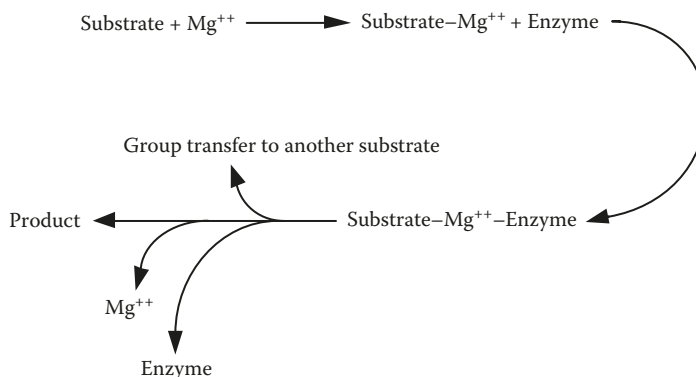 Substrate + Mg⁺⁺ Substrate–Mg⁺⁺ + Enzyme
Group transfer to another substrate
Product Substrate–Mg⁺⁺–Enzyme
Mg⁺⁺
Enzyme